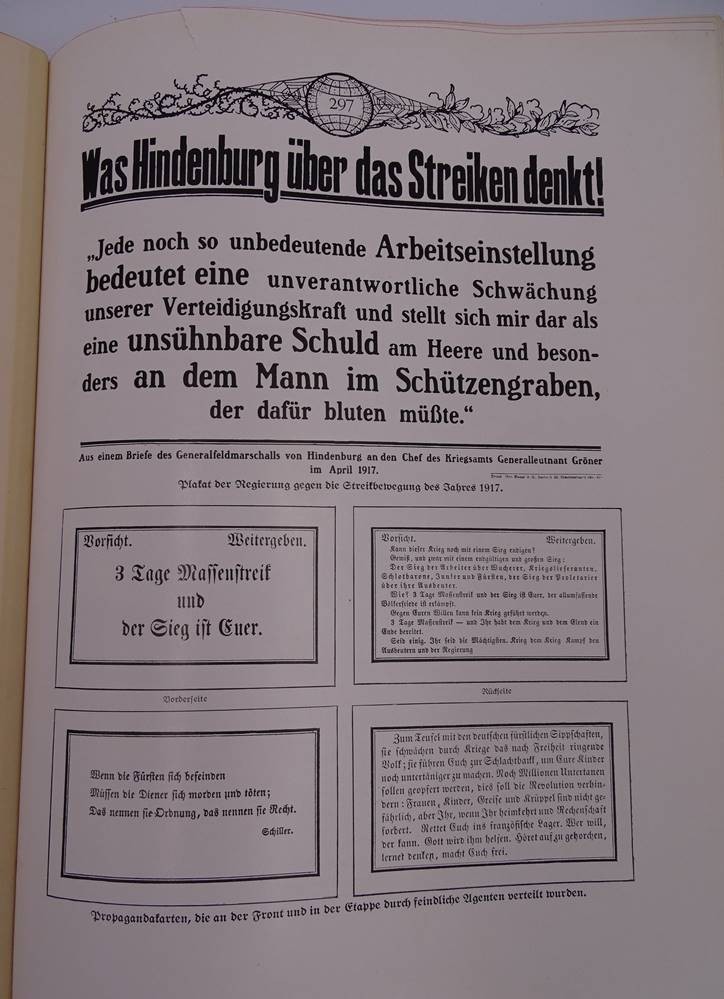 297
Was Hindenburg über das Streiken denkt!
„Jede noch so unbedeutende Arbeitseinstellung
bedeutet eine unverantwortliche Schwächung
unserer Verteidigungskraft und stellt sich mir dar als
eine unsühnbare Schuld am Heere und beson-
ders an dem Mann im Schützengraben,
der dafür bluten müßte.“
Aus einem Briefe des Generalfeldmarschalls von Hindenburg an den Chef des Kriegsamts Generalleutnant Gröner
im April 1917.
Plakat der Regierung gegen die Streikbewegung des Jahres 1917.
Vorsicht. Weitergeben.
3 Tage Massenstreik
und
der Sieg ist Euer.
Vorderseite
Vorsicht. Weitergeben.
Kann dieser Krieg noch mit einem Sieg endigen?
Gewiß, und zwar mit einem endgültigen und großen Sieg:
Der Sieg der Arbeiter über Wucherer, Kriegslieferanten,
Schlotbarone, Junker und Fürsten, der Sieg der Proletarier
über ihre Ausbeuter.
Wie? 3 Tage Maßenstreik und der Sieg ist Euer, der allumfassende
Völkerfriede ist erkämpft.
Gegen Euren Willen kann kein Krieg geführt werden.
3 Tage Maßenstreik — und Ihr habt dem Krieg und dem Elend ein
Ende bereitet.
Seid einig. Ihr seid die Mächtigsten. Krieg dem Krieg Kampf den
Ausbeutern und der Regierung
Rückseite
Wenn die Fürsten sich befeinden
Müssen die Diener sich morden und töten;
Das nennen sie Ordnung, das nennen sie Recht.
Schiller.
Zum Teufel mit den deutschen fürstlichen Sippschaften,
sie schwächen durch Kriege das nach Freiheit ringende
Volk; sie führen Euch zur Schlachtbank, um Eure Kinder
noch untertäniger zu machen. Noch Millionen Untertanen
sollen geopfert werden, dies soll die Revolution verhin-
dern: Frauen, Kinder, Greise und Krüppel sind nicht ge-
fährlich, aber Ihr, wenn Ihr heimkehrt und Rechenschaft
fordert. Rettet Euch ins französische Lager. Wer will,
der kann. Gott wird ihm helfen. Höret auf zu gehorchen,
lernet denken, macht Euch frei.
Propagandakarten, die an der Front und in der Etappe durch feindliche Agenten verteilt wurden.